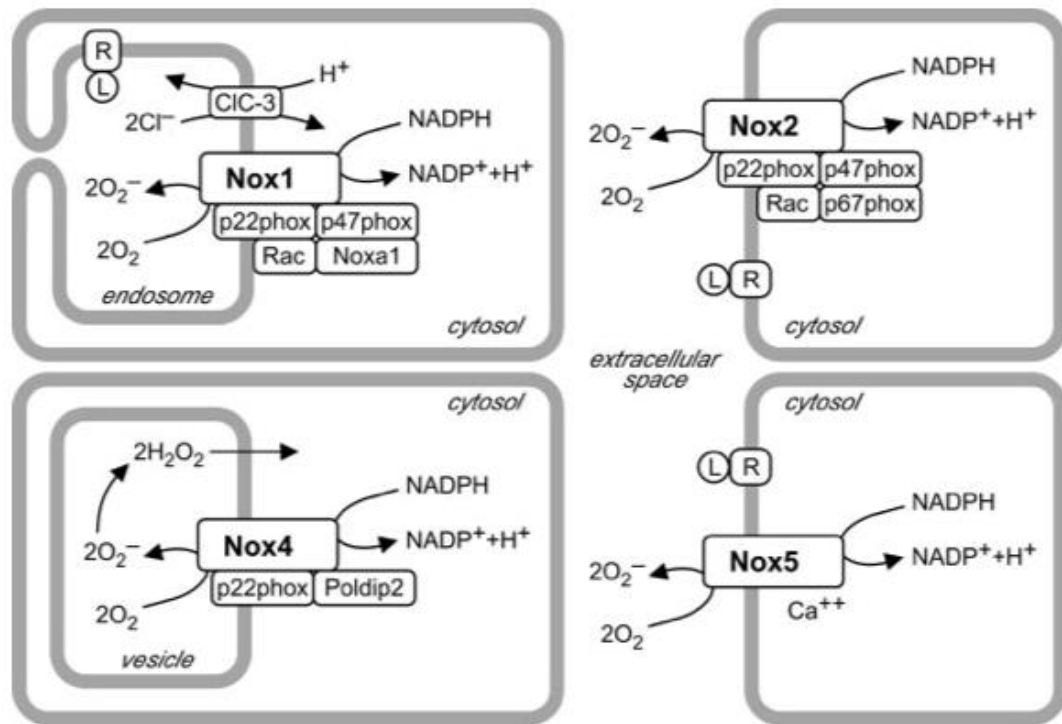 R
L
H⁺
ClC-3
2Cl⁻
NADPH
Nox1
2O₂⁻
NADP⁺+H⁺
p22phox p47phox
2O₂
Rac Noxa1
endosome
cytosol
NADPH
Nox2
2O₂⁻
NADP⁺+H⁺
p22phox p47phox
2O₂
Rac p67phox
L R
cytosol
extracellular
space
cytosol
2H₂O₂
NADPH
Nox4
2O₂⁻
NADP⁺+H⁺
p22phox Poldip2
2O₂
vesicle
cytosol
L R
NADPH
Nox5
2O₂⁻
NADP⁺+H⁺
Ca⁺⁺
2O₂